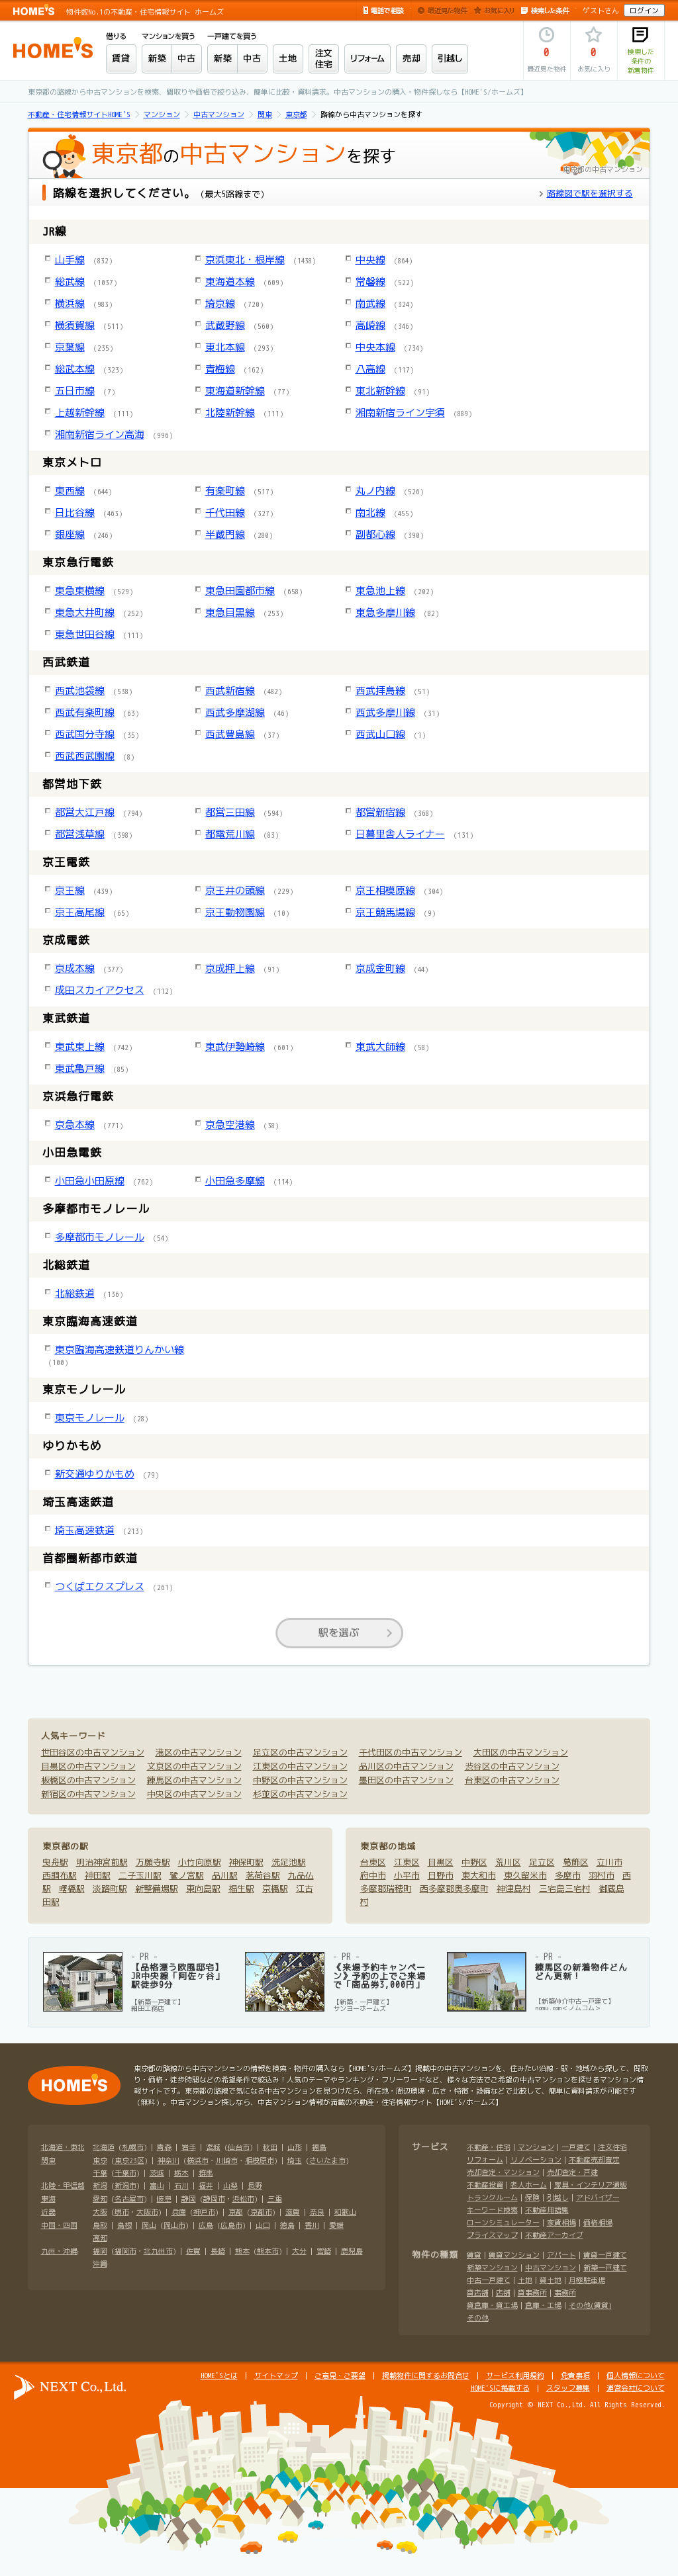 HOME'S 物件数No.1の不動産・住宅情報サイト ホームズ
電話で相談 最近見た物件 お気に入り 検索した条件 ゲストさん ログイン
HOME'S
借りる マンションを買う 一戸建てを買う
賃貸 新築 中古 新築 中古 土地 注文住宅 リフォーム 売却 引越し
0 最近見た物件
0 お気に入り
検索した条件の新着物件
東京都の路線から中古マンションを検索、間取りや価格で絞り込み、簡単に比較・資料請求。中古マンションの購入・物件探しなら【HOME'S/ホームズ】
不動産・住宅情報サイトHOME'S > マンション > 中古マンション > 関東 > 東京都 > 路線から中古マンションを探す
東京都の中古マンションを探す
東京都の中古マンション
路線を選択してください。（最大5路線まで）
路線図で駅を選択する
JR線
山手線 (832) 京浜東北・根岸線 (1438) 中央線 (864)
総武線 (1037) 東海道本線 (609) 常磐線 (522)
横浜線 (983) 埼京線 (720) 南武線 (324)
横須賀線 (511) 武蔵野線 (560) 高崎線 (346)
京葉線 (235) 東北本線 (293) 中央本線 (734)
総武本線 (323) 青梅線 (162) 八高線 (117)
五日市線 (7) 東海道新幹線 (77) 東北新幹線 (91)
上越新幹線 (111) 北陸新幹線 (111) 湘南新宿ライン宇須 (889)
湘南新宿ライン高海 (996)
東京メトロ
東西線 (644) 有楽町線 (517) 丸ノ内線 (526)
日比谷線 (463) 千代田線 (327) 南北線 (455)
銀座線 (246) 半蔵門線 (280) 副都心線 (390)
東京急行電鉄
東急東横線 (529) 東急田園都市線 (658) 東急池上線 (202)
東急大井町線 (252) 東急目黒線 (253) 東急多摩川線 (82)
東急世田谷線 (111)
西武鉄道
西武池袋線 (538) 西武新宿線 (482) 西武拝島線 (51)
西武有楽町線 (63) 西武多摩湖線 (46) 西武多摩川線 (31)
西武国分寺線 (35) 西武豊島線 (37) 西武山口線 (1)
西武西武園線 (8)
都営地下鉄
都営大江戸線 (794) 都営三田線 (594) 都営新宿線 (368)
都営浅草線 (398) 都電荒川線 (83) 日暮里舎人ライナー (131)
京王電鉄
京王線 (439) 京王井の頭線 (229) 京王相模原線 (304)
京王高尾線 (65) 京王動物園線 (10) 京王競馬場線 (9)
京成電鉄
京成本線 (377) 京成押上線 (91) 京成金町線 (44)
成田スカイアクセス (112)
東武鉄道
東武東上線 (742) 東武伊勢崎線 (601) 東武大師線 (58)
東武亀戸線 (85)
京浜急行電鉄
京急本線 (771) 京急空港線 (38)
小田急電鉄
小田急小田原線 (762) 小田急多摩線 (114)
多摩都市モノレール
多摩都市モノレール (54)
北総鉄道
北総鉄道 (136)
東京臨海高速鉄道
東京臨海高速鉄道りんかい線
(100)
東京モノレール
東京モノレール (28)
ゆりかもめ
新交通ゆりかもめ (79)
埼玉高速鉄道
埼玉高速鉄道 (213)
首都圏新都市鉄道
つくばエクスプレス (261)
駅を選ぶ
人気キーワード
世田谷区の中古マンション 港区の中古マンション 足立区の中古マンション 千代田区の中古マンション 大田区の中古マンション
目黒区の中古マンション 文京区の中古マンション 江東区の中古マンション 品川区の中古マンション 渋谷区の中古マンション
板橋区の中古マンション 練馬区の中古マンション 中野区の中古マンション 墨田区の中古マンション 台東区の中古マンション
新宿区の中古マンション 中央区の中古マンション 杉並区の中古マンション
東京都の駅
曳舟駅 明治神宮前駅 万願寺駅 小竹向原駅 神保町駅 洗足池駅
西調布駅 神田駅 二子玉川駅 鷺ノ宮駅 品川駅 茗荷谷駅 九品仏
駅 曙橋駅 淡路町駅 新整備場駅 東向島駅 福生駅 京橋駅 江古
田駅
東京都の地域
台東区 江東区 目黒区 中野区 荒川区 足立区 葛飾区 立川市
府中市 小平市 日野市 東大和市 東久留米市 多摩市 羽村市 西
多摩郡瑞穂町 西多摩郡奥多摩町 神津島村 三宅島三宅村 御蔵島
村
- PR -
【品格漂う欧風邸宅】JR中央線「阿佐ヶ谷」駅徒歩9分
【新築一戸建て】
細田工務店
- PR -
《来場予約キャンペーン》予約の上でご来場で「商品券3,000円」
【新築・一戸建て】
サンヨーホームズ
- PR -
練馬区の新着物件どんどん更新！
【新築仲介中古一戸建て】
nomu.com<ノムコム>
HOME'S
東京都の路線から中古マンションの情報を検索・物件の購入なら【HOME'S/ホームズ】掲載中の中古マンションを、住みたい沿線・駅・地域から探して、間取り・価格・徒歩時間などの希望条件で絞込み！人気のテーマやランキング・フリーワードなど、様々な方法でご希望の中古マンションを探せるマンション情報サイトです。東京都の路線で気になる中古マンションを見つけたら、所在地・周辺環境・広さ・特徴・設備などで比較して、簡単に資料請求が可能です（無料）。中古マンションなら、中古マンション情報が満載の不動産・住宅情報サイト【HOME'S/ホームズ】
北海道・東北 北海道 (札幌市) | 青森 | 岩手 | 宮城 (仙台市) | 秋田 | 山形 | 福島
関東 東京 (東京23区) | 神奈川 (横浜市・川崎市・相模原市) | 埼玉 (さいたま市) |
千葉 (千葉市) | 茨城 | 栃木 | 群馬
北陸・甲信越 新潟 (新潟市) | 富山 | 石川 | 福井 | 山梨 | 長野
東海 愛知 (名古屋市) | 岐阜 | 静岡 (静岡市・浜松市) | 三重
近畿 大阪 (堺市・大阪市) | 兵庫 (神戸市) | 京都 (京都市) | 滋賀 | 奈良 | 和歌山
中国・四国 鳥取 | 島根 | 岡山 (岡山市) | 広島 (広島市) | 山口 | 徳島 | 香川 | 愛媛
高知
九州・沖縄 福岡 (福岡市・北九州市) | 佐賀 | 長崎 | 熊本 (熊本市) | 大分 | 宮崎 | 鹿児島
沖縄
サービス 不動産・住宅 | マンション | 一戸建て | 注文住宅
リフォーム | リノベーション | 不動産売却査定
売却査定・マンション | 売却査定・戸建
不動産投資 | 老人ホーム | 家具・インテリア通販
トランクルーム | 保険 | 引越し | アドバイザー
キーワード検索 | 不動産用語集
ローンシミュレーター | 家賃相場 | 価格相場
プライスマップ | 不動産アーカイブ
物件の種類 賃貸 | 賃貸マンション | アパート | 賃貸一戸建て
新築マンション | 中古マンション | 新築一戸建て
中古一戸建て | 土地 | 貸土地 | 月極駐車場
貸店舗 | 店舗 | 貸事務所 | 事務所
貸倉庫・貸工場 | 倉庫・工場 | その他(賃貸)
その他
NEXT Co.,Ltd.
HOME'Sとは | サイトマップ | ご意見・ご要望 | 掲載物件に関するお問合せ | サービス利用規約 | 免責事項 | 個人情報について
HOME'Sに掲載する | スタッフ募集 | 運営会社について
Copyright © NEXT Co.,Ltd. All Rights Reserved.